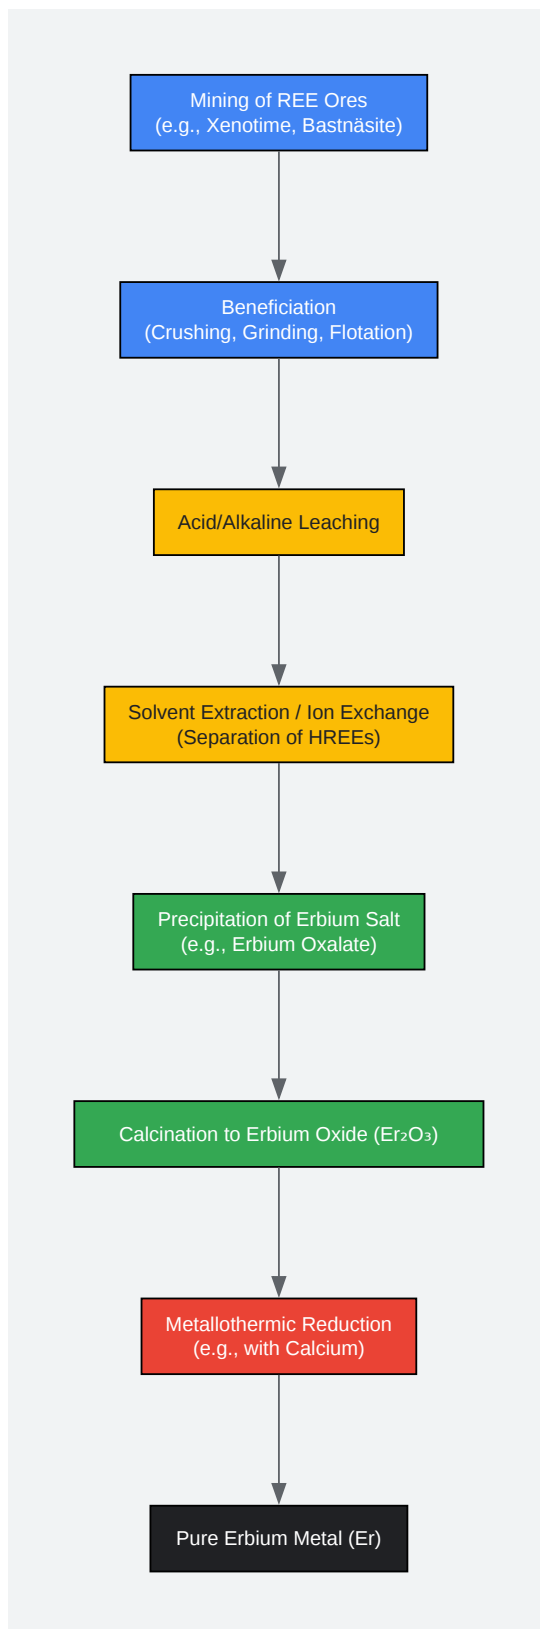 Mining of REE Ores
(e.g., Xenotime, Bastnäsite)
Beneficiation
(Crushing, Grinding, Flotation)
Acid/Alkaline Leaching
Solvent Extraction / Ion Exchange
(Separation of HREEs)
Precipitation of Erbium Salt
(e.g., Erbium Oxalate)
Calcination to Erbium Oxide (Er₂O₃)
Metallothermic Reduction
(e.g., with Calcium)
Pure Erbium Metal (Er)